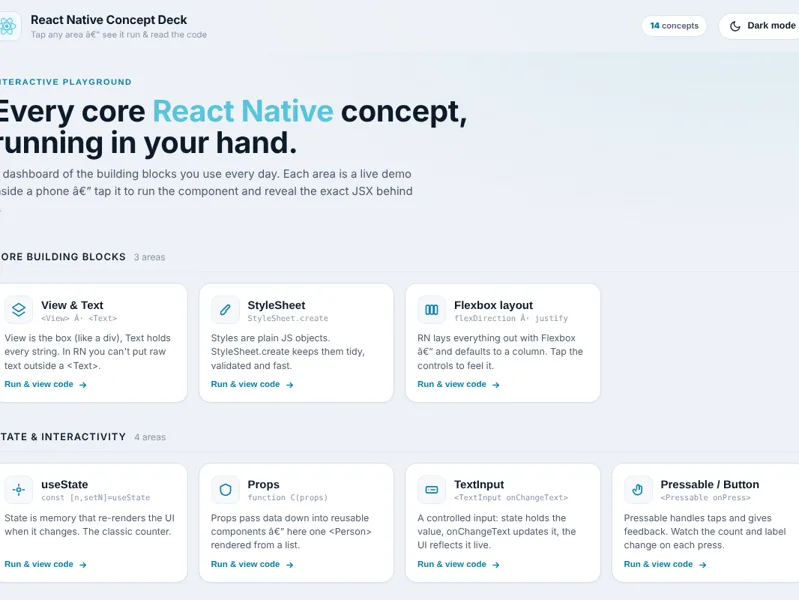 React Native Concept Deck
Tap any area â€” see it run & read the code
14 concepts
Dark mode
NTERACTIVE PLAYGROUND
Every core React Native concept,
running in your hand.
dashboard of the building blocks you use every day. Each area is a live demo
nside a phone â€” tap it to run the component and reveal the exact JSX behind
ORE BUILDING BLOCKS 3 areas
View & Text
<View> Â· <Text>
View is the box (like a div), Text holds
every string. In RN you can't put raw
text outside a <Text>.
Run & view code →
StyleSheet
StyleSheet.create
Styles are plain JS objects.
StyleSheet.create keeps them tidy,
validated and fast.
Run & view code →
Flexbox layout
flexDirection Â· justify
RN lays everything out with Flexbox
â€” and defaults to a column. Tap the
controls to feel it.
Run & view code →
TATE & INTERACTIVITY 4 areas
useState
const [n,setN]=useState
State is memory that re-renders the UI
when it changes. The classic counter.
Run & view code →
Props
function C(props)
Props pass data down into reusable
components â€” here one <Person>
rendered from a list.
Run & view code →
TextInput
<TextInput onChangeText>
A controlled input: state holds the
value, onChangeText updates it, the
UI reflects it live.
Run & view code →
Pressable / Button
<Pressable onPress>
Pressable handles taps and gives
feedback. Watch the count and label
change on each press.
Run & view code →